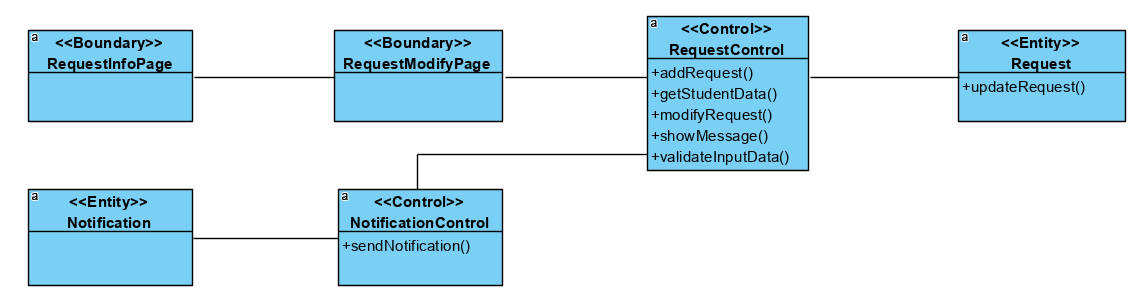 a
<<Boundary>>
RequestInfoPage
a
<<Boundary>>
RequestModifyPage
a
<<Control>>
RequestControl
+addRequest()
+getStudentData()
+modifyRequest()
+showMessage()
+validateInputData()
a
<<Entity>>
Request
+updateRequest()
a
<<Entity>>
Notification
a
<<Control>>
NotificationControl
+sendNotification()